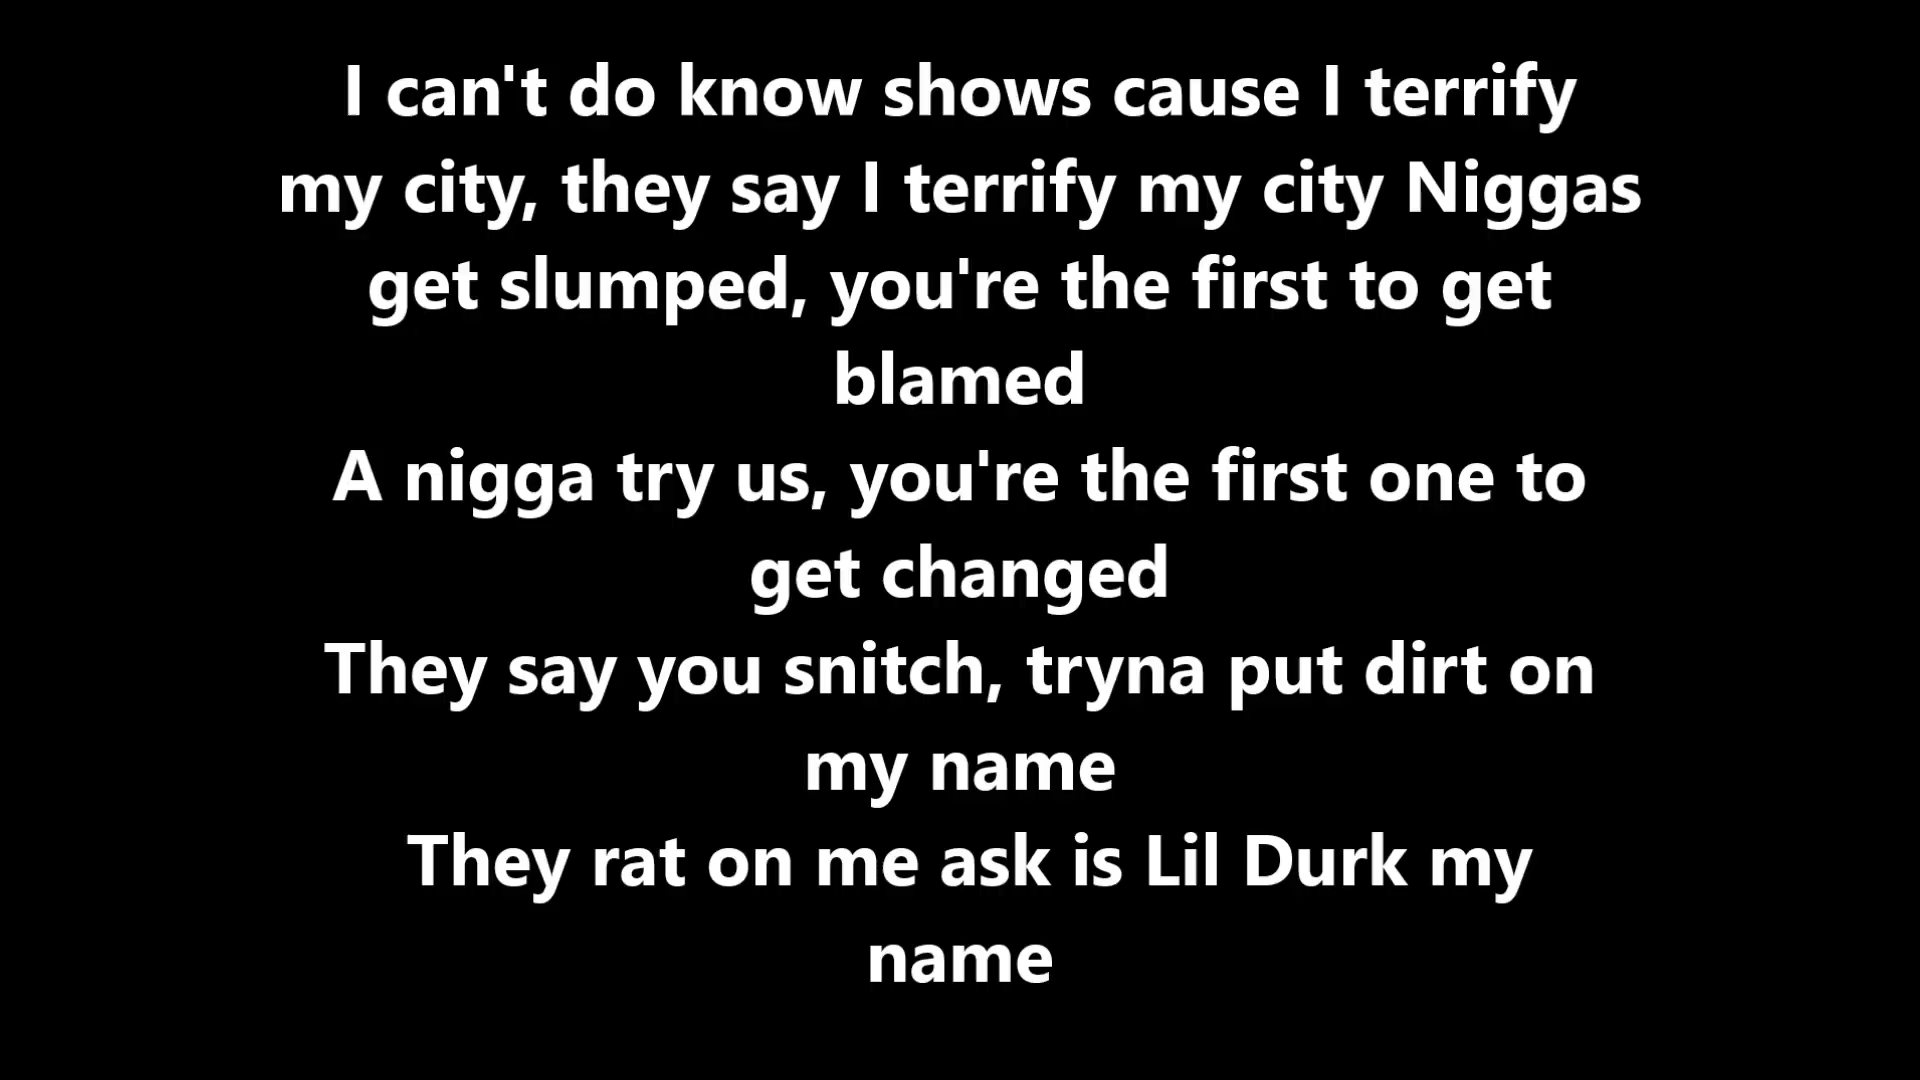 I can't do know shows cause I terrify
my city, they say I terrify my city Niggas
get slumped, you're the first to get
blamed
A nigga try us, you're the first one to
get changed
They say you snitch, tryna put dirt on
my name
They rat on me ask is Lil Durk my
name